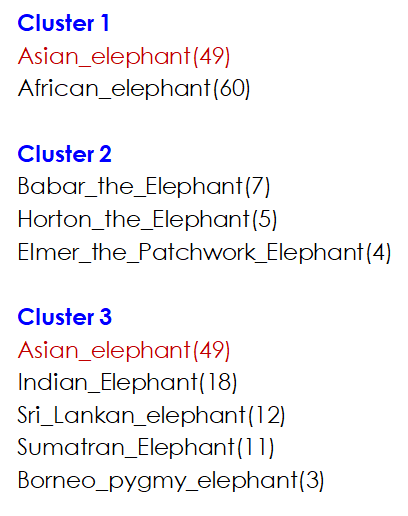 Cluster 1
Asian_elephant(49)
African_elephant(60)
Cluster 2
Babar_the_Elephant(7)
Horton_the_Elephant(5)
Elmer_the_Patchwork_Elephant(4)
Cluster 3
Asian_elephant(49)
Indian_Elephant(18)
Sri_Lankan_elephant(12)
Sumatran_Elephant(11)
Borneo_pygmy_elephant(3)